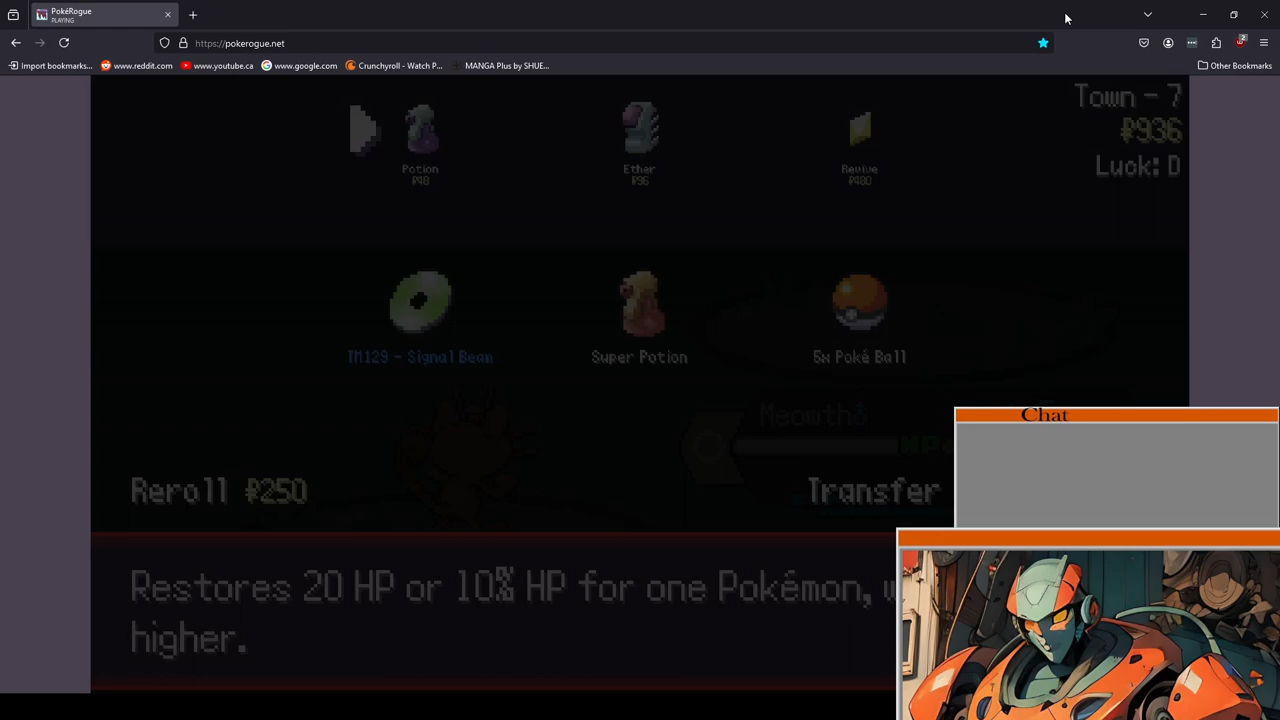 PokéRogue
PLAYING
https://pokerogue.net
2
Import bookmarks...
www.reddit.com
www.youtube.ca
www.google.com
Crunchyroll - Watch P...
MANGA Plus by SHUE...
Other Bookmarks
Town - 7
₽936
Luck: D
Potion
₽48
Ether
₽96
Revive
₽480
TM129 - Signal Beam
Super Potion
5x Poké Ball
Meowth♂
Chat
Reroll ₽250
Transfer
Restores 20 HP or 10% HP for one Pokémon, w
higher.